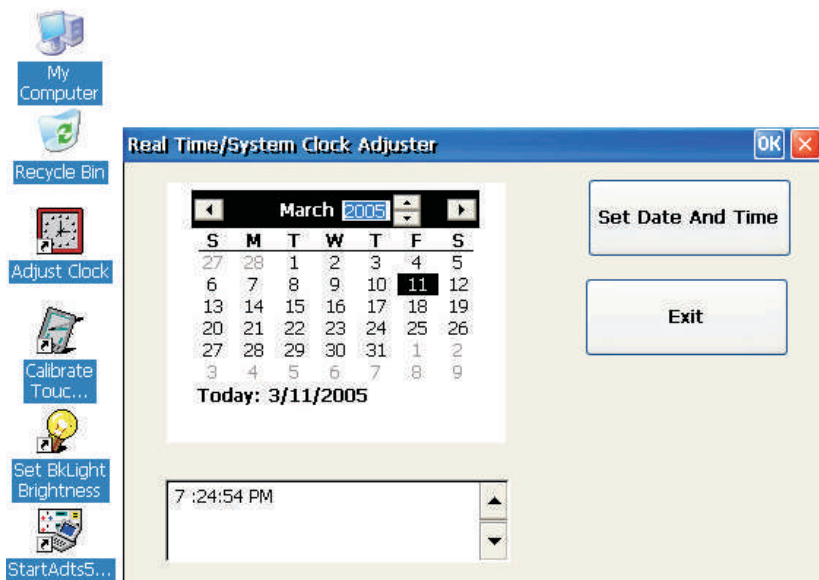 My
Computer
Recycle Bin
Adjust Clock
Calibrate
Touc...
Set BkLight
Brightness
StartAdts5...
Real Time/System Clock Adjuster
OK
March 2005
S M T W T F S
27 28 1 2 3 4 5
6 7 8 9 10 11 12
13 14 15 16 17 18 19
20 21 22 23 24 25 26
27 28 29 30 31 1 2
3 4 5 6 7 8 9
Today: 3/11/2005
7 :24:54 PM
Set Date And Time
Exit